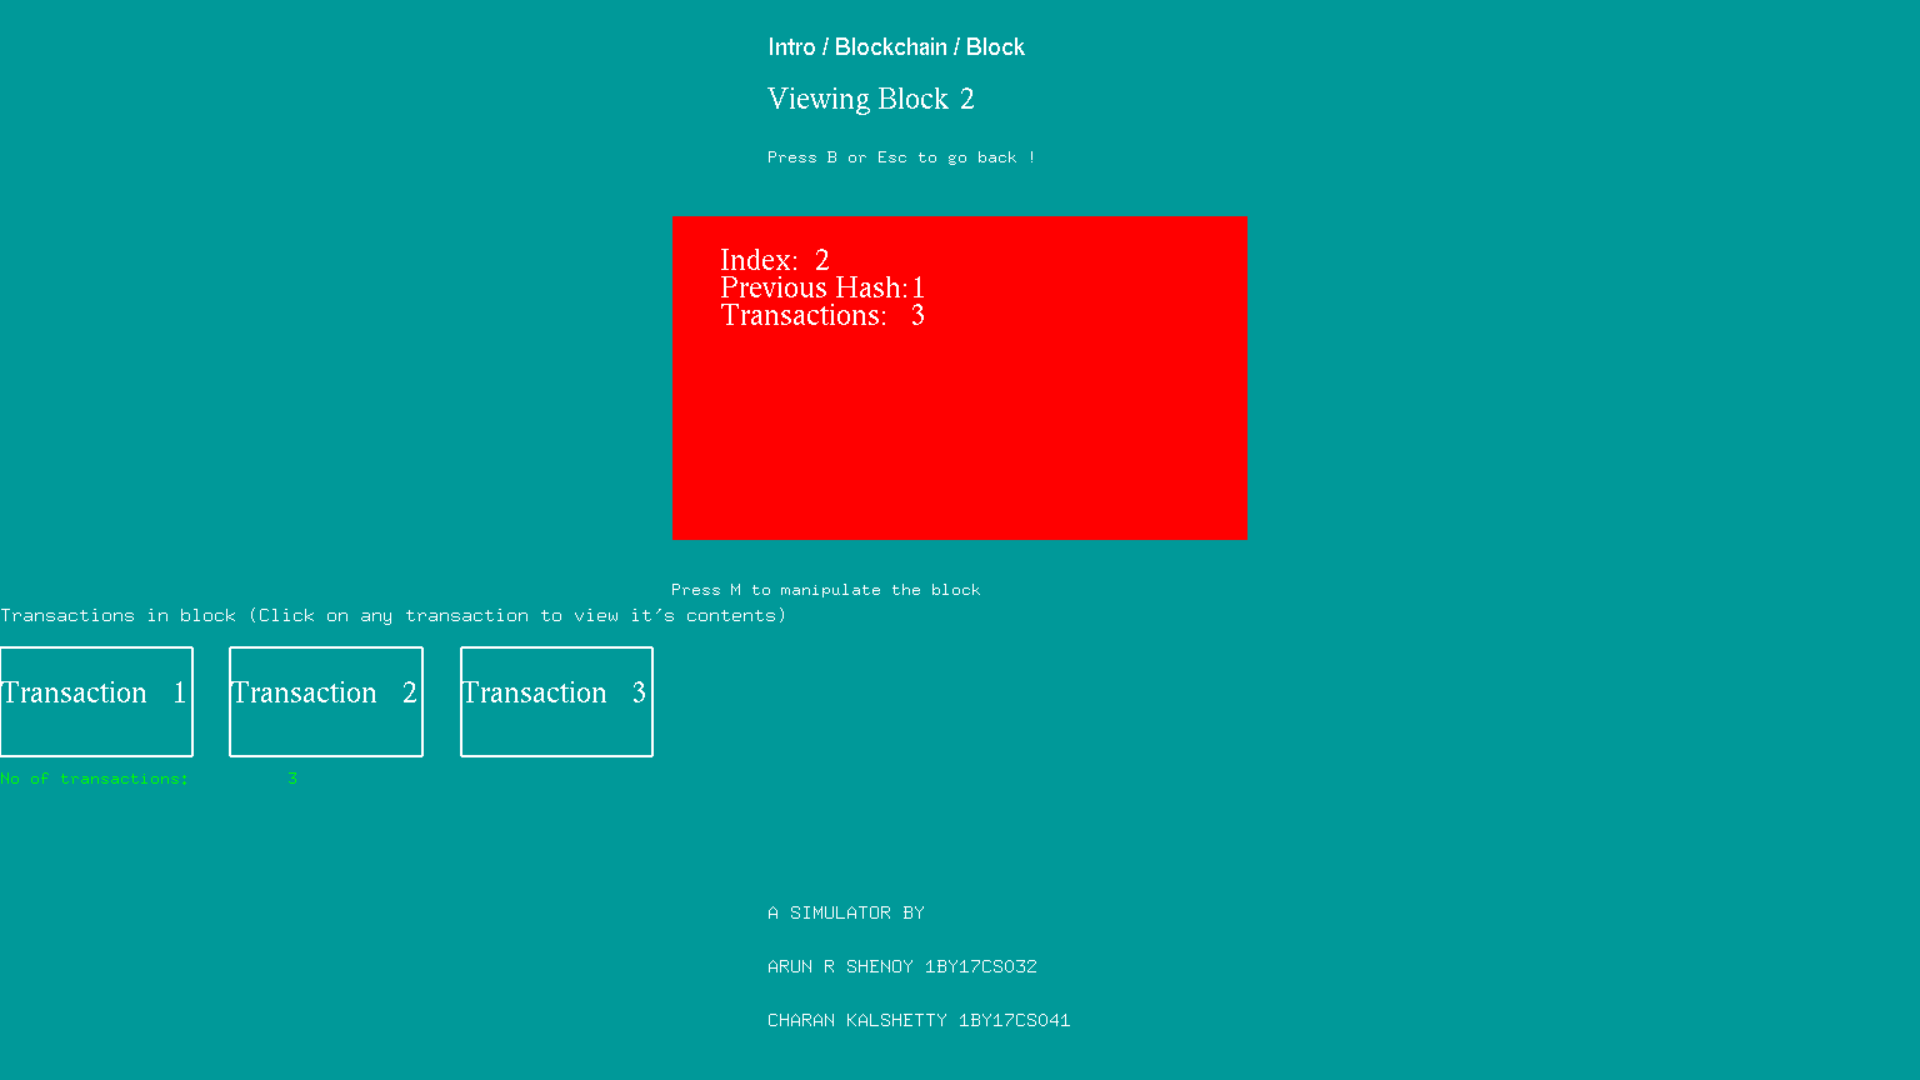 Intro / Blockchain / Block
Viewing Block 2
Press B or Esc to go back !
Index: 2
Previous Hash:1
Transactions: 3
Press M to manipulate the block
Transactions in block (Click on any transaction to view it's contents)
Transaction 1
Transaction 2
Transaction 3
No of transactions: 3
A SIMULATOR BY
ARUN R SHENOY 1BY17CS032
CHARAN KALSHETTY 1BY17CS041